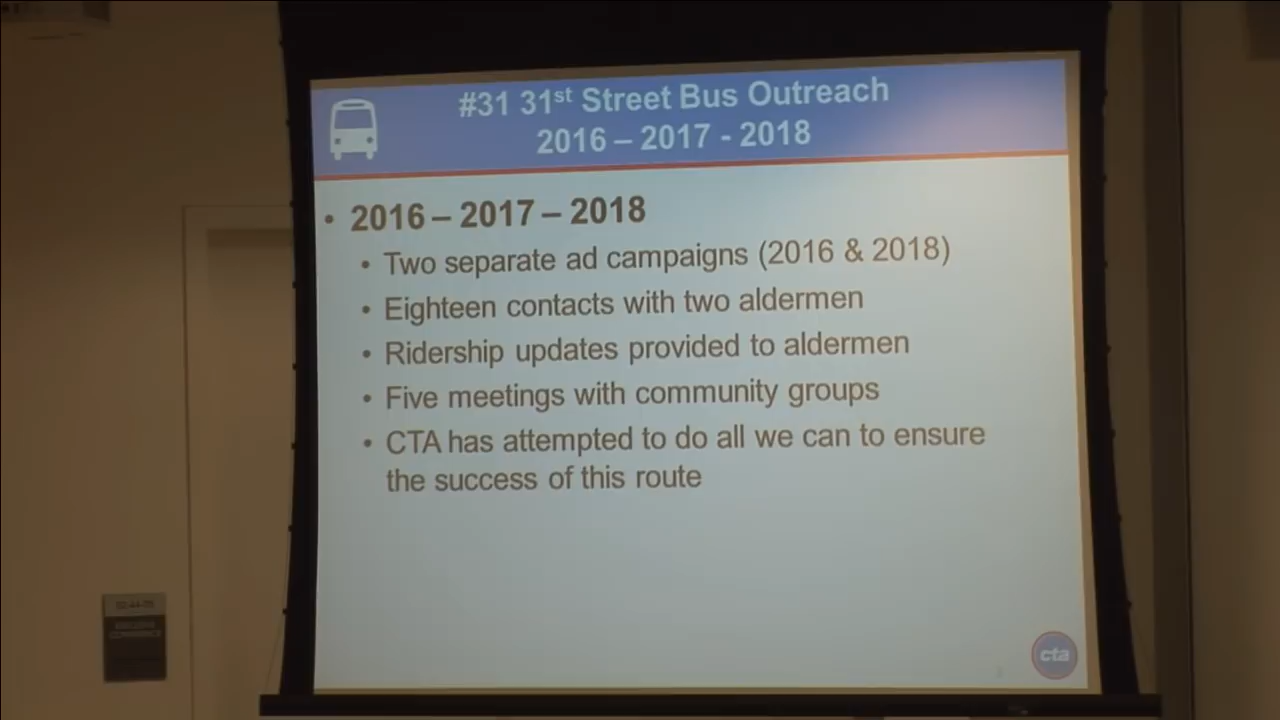 #31 31st Street Bus Outreach
2016 – 2017 - 2018
• 2016 – 2017 – 2018
• Two separate ad campaigns (2016 & 2018)
• Eighteen contacts with two aldermen
• Ridership updates provided to aldermen
• Five meetings with community groups
• CTA has attempted to do all we can to ensure
the success of this route
cta